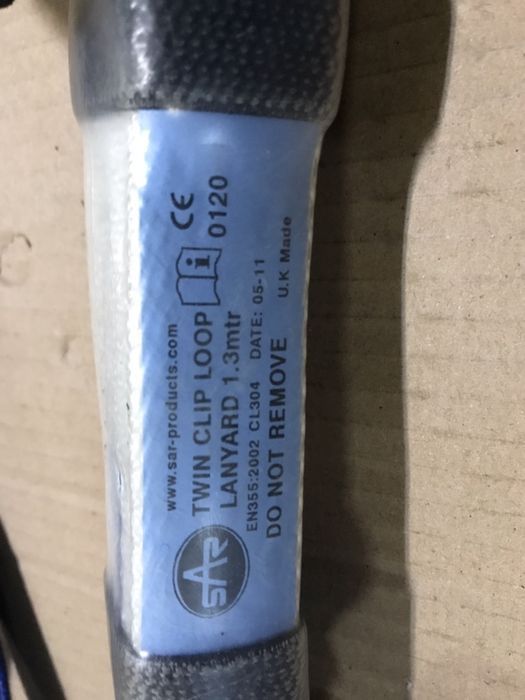 www.sar-products.com
SAR
TWIN CLIP LOOP
LANYARD 1.3mtr
i
CE
0120
EN355:2002 CL304 DATE: 05-11
DO NOT REMOVE
U.K Made